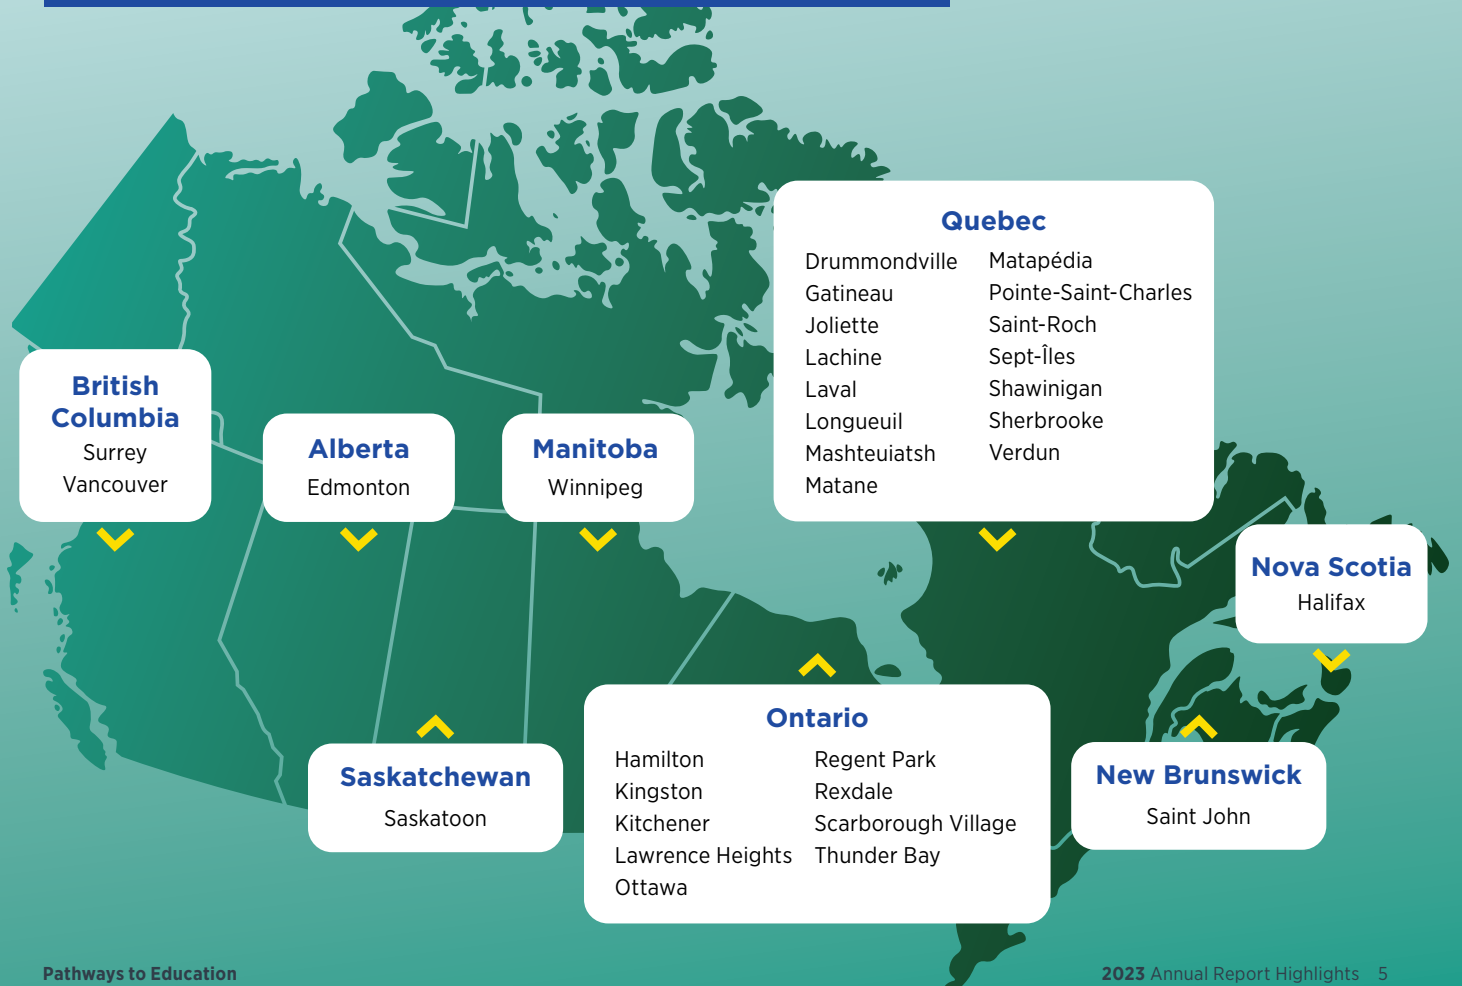 Quebec
Drummondville
Gatineau
Joliette
Lachine
Laval
Longueuil
Mashteuiatsh
Matane
Matapédia
Pointe-Saint-Charles
Saint-Roch
Sept-Îles
Shawinigan
Sherbrooke
Verdun
British
Columbia
Surrey
Vancouver
Alberta
Edmonton
Manitoba
Winnipeg
Nova Scotia
Halifax
Saskatchewan
Saskatoon
Ontario
Hamilton
Kingston
Kitchener
Lawrence Heights
Ottawa
Regent Park
Rexdale
Scarborough Village
Thunder Bay
New Brunswick
Saint John
Pathways to Education
2023 Annual Report Highlights 5